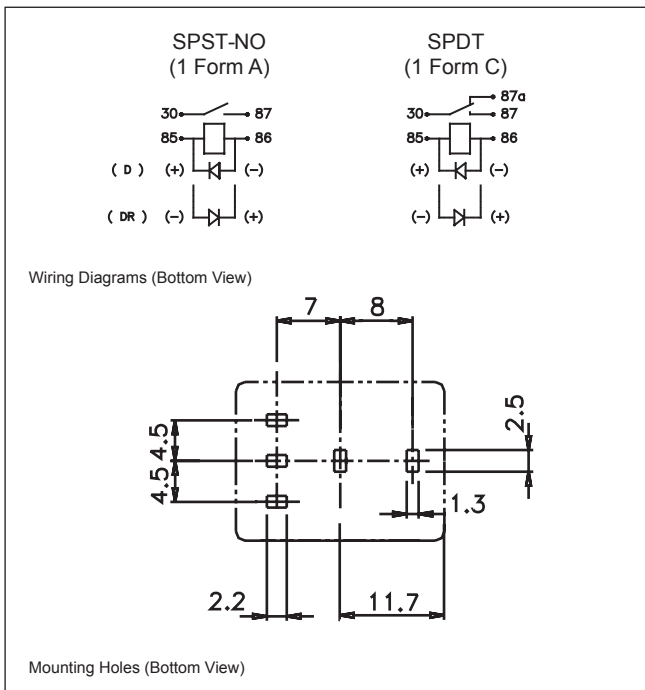 SPST-NO SPDT
(1 Form A) (1 Form C)
87a
30 87 30 87
85 86 85 86
( D ) (+) (-) (+) (-)
( DR ) (-) (+) (-) (+)
Wiring Diagrams (Bottom View)
7 8
4.5 2.5
4.5 1.3
2.2 11.7
Mounting Holes (Bottom View)